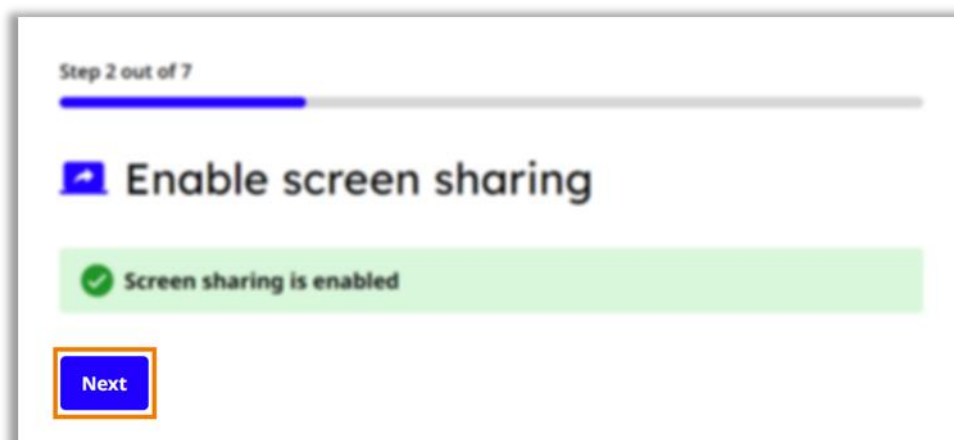 Step 2 out of 7
Enable screen sharing
Screen sharing is enabled
Next